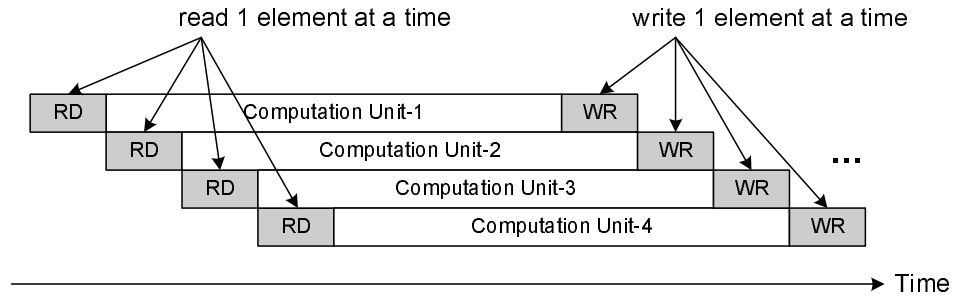 read 1 element at a time
write 1 element at a time
RD Computation Unit-1 WR
RD Computation Unit-2 WR
RD Computation Unit-3 WR
RD Computation Unit-4 WR
...
Time